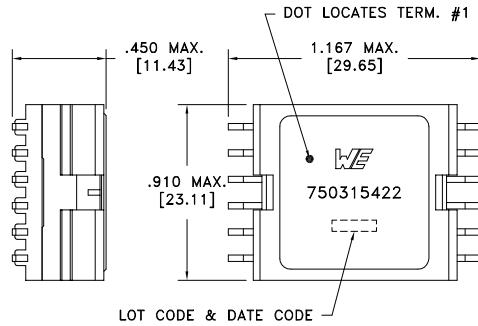 DOT LOCATES TERM. #1
.450 MAX.
[11.43]
1.167 MAX.
[29.65]
.910 MAX.
[23.11]
WE
750315422
LOT CODE & DATE CODE